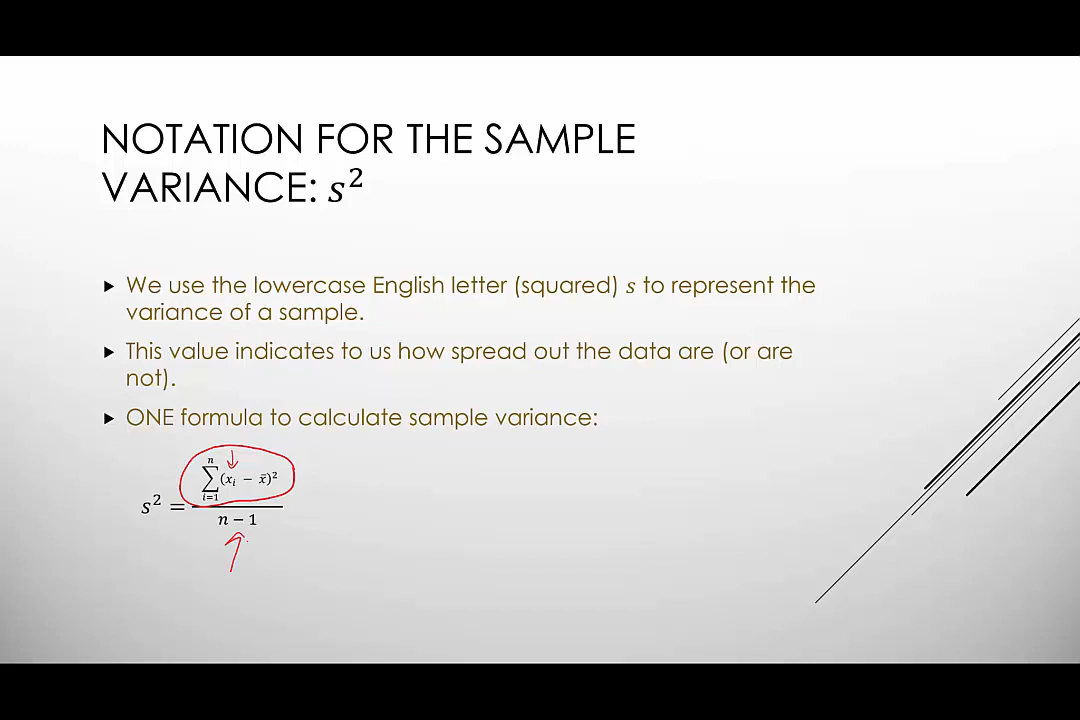 NOTATION FOR THE SAMPLE
VARIANCE: s²
We use the lowercase English letter (squared) s to represent the
variance of a sample.
This value indicates to us how spread out the data are (or are
not).
ONE formula to calculate sample variance:
s² = ∑ᵢ₌₁ⁿ (xᵢ − x̄)² / n − 1